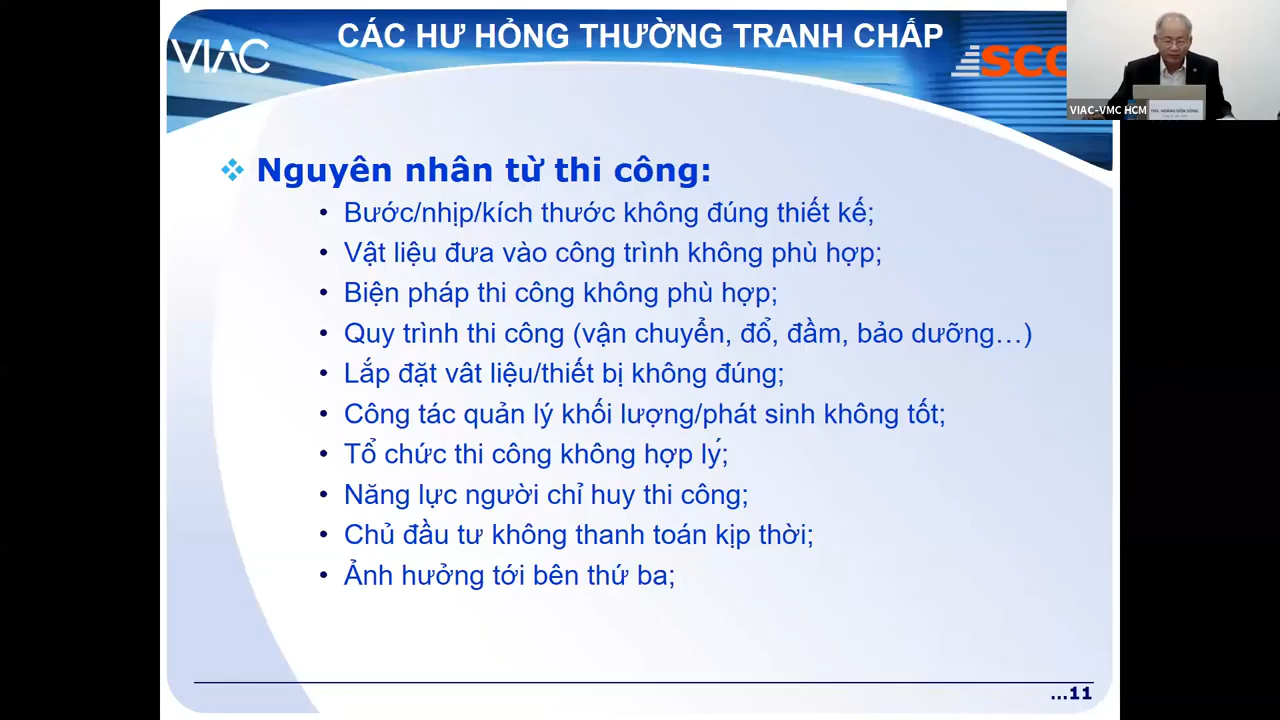 CÁC HƯ HỎNG THƯỜNG TRANH CHẤP
VIAC
SCC
VIAC-VMC HCM
THS. HOÀNG ĐÔN DŨNG
Nguyên nhân từ thi công:
• Bước/nhịp/kích thước không đúng thiết kế;
• Vật liệu đưa vào công trình không phù hợp;
• Biện pháp thi công không phù hợp;
• Quy trình thi công (vận chuyển, đổ, đầm, bảo dưỡng…)
• Lắp đặt vât liệu/thiết bị không đúng;
• Công tác quản lý khối lượng/phát sinh không tốt;
• Tổ chức thi công không hợp lý;
• Năng lực người chỉ huy thi công;
• Chủ đầu tư không thanh toán kịp thời;
• Ảnh hưởng tới bên thứ ba;
...11